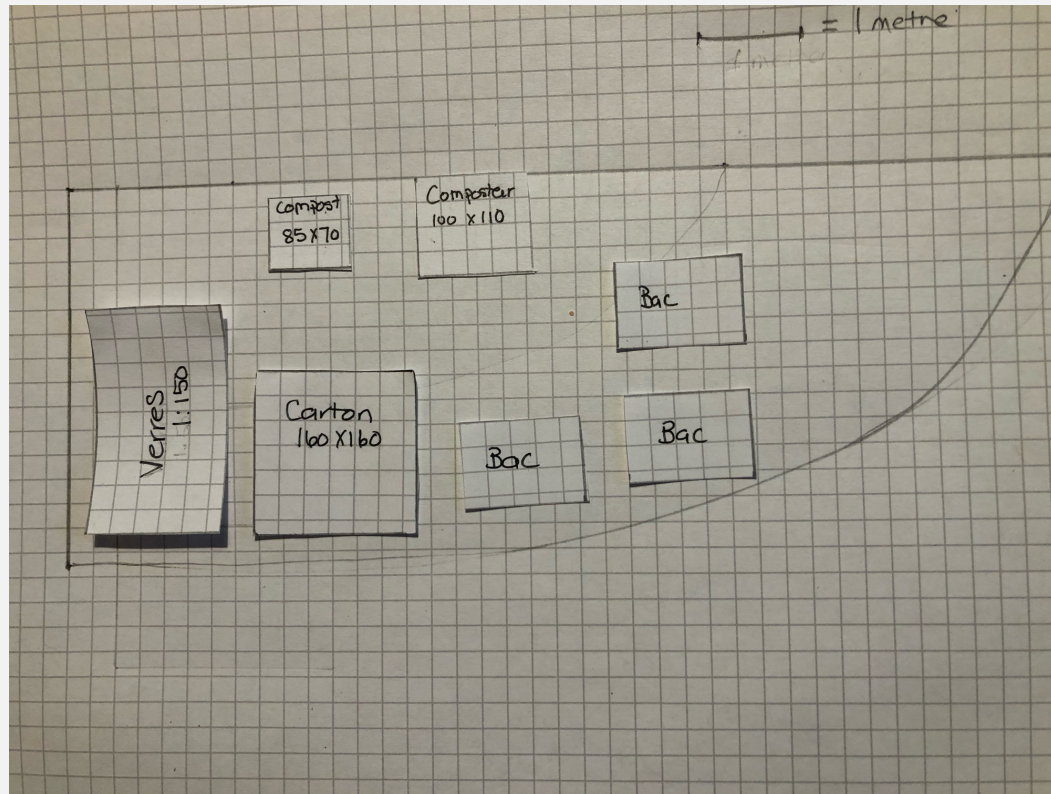 = 1 metre
Compost
85X70
Composteur
100 X 110
Bac
Verres
1:150
Carton
160 X 160
Bac
Bac